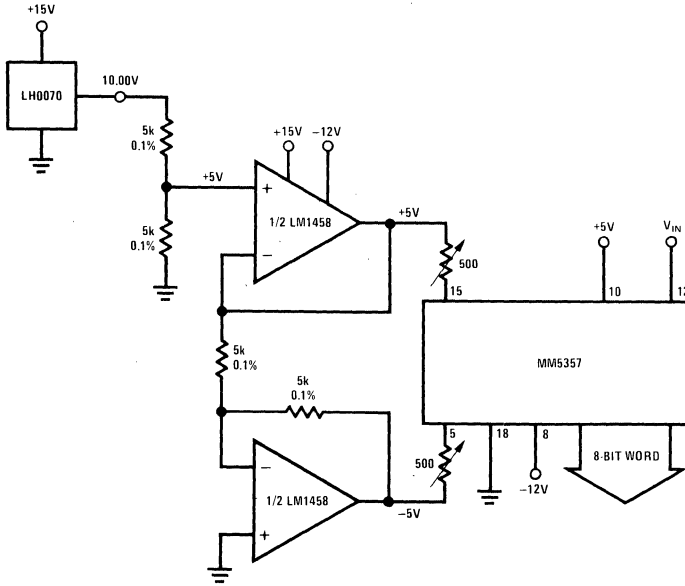 +15V
LH0070
10.00V
5k
0.1%
+5V
5k
0.1%
+15V
−12V
+
1/2 LM1458
−
+5V
500
+5V
VIN
15
10
12
MM5357
5k
0.1%
5k
0.1%
−
1/2 LM1458
+
−5V
500
5
18
8
−12V
8-BIT WORD